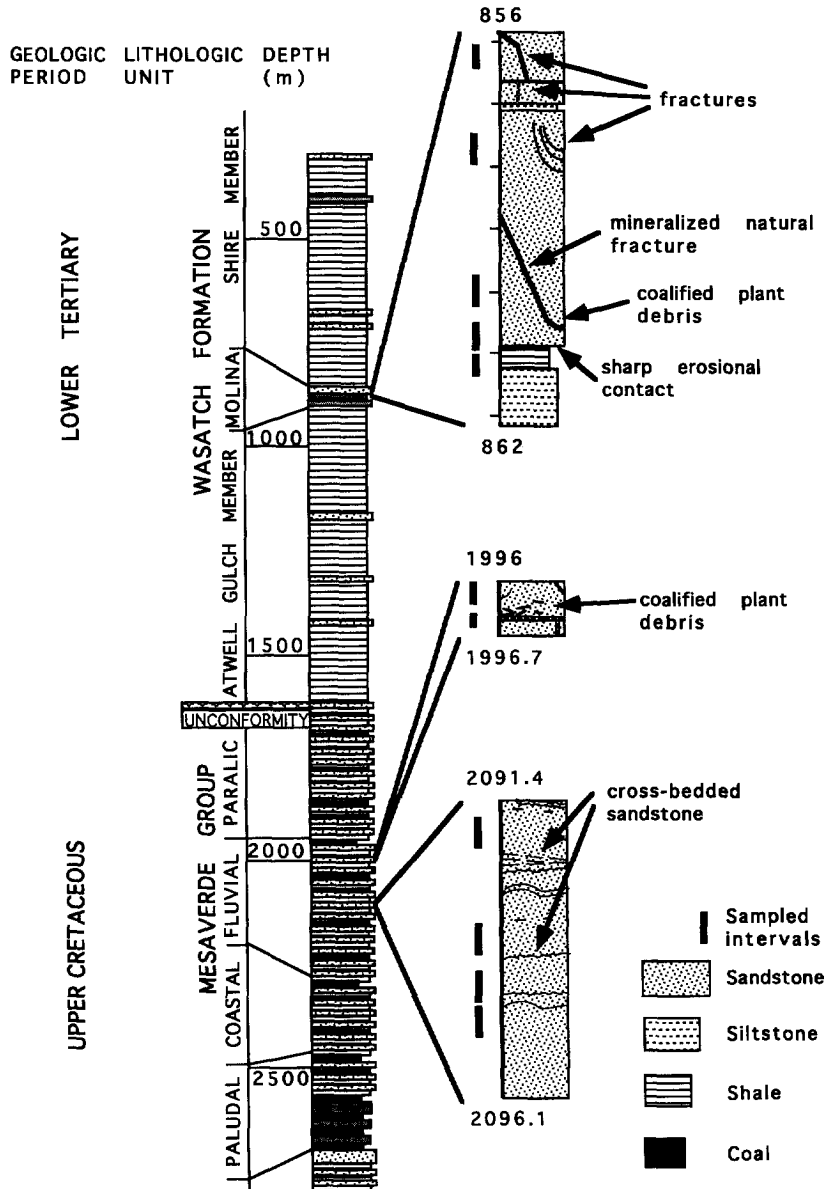 GEOLOGIC LITHOLOGIC DEPTH
PERIOD UNIT (m)
LOWER TERTIARY
UPPER CRETACEOUS
WASATCH FORMATION
MESAVERDE GROUP
SHIRE MEMBER
MOLINA
ATWELL GULCH MEMBER
UNCONFORMITY
PARALIC
FLUVIAL
COASTAL
PALUDAL
500
1000
1500
2000
2500
856
fractures
mineralized natural
fracture
coalified plant
debris
sharp erosional
contact
862
1996
coalified plant
debris
1996.7
2091.4
cross-bedded
sandstone
2096.1
Sampled
intervals
Sandstone
Siltstone
Shale
Coal